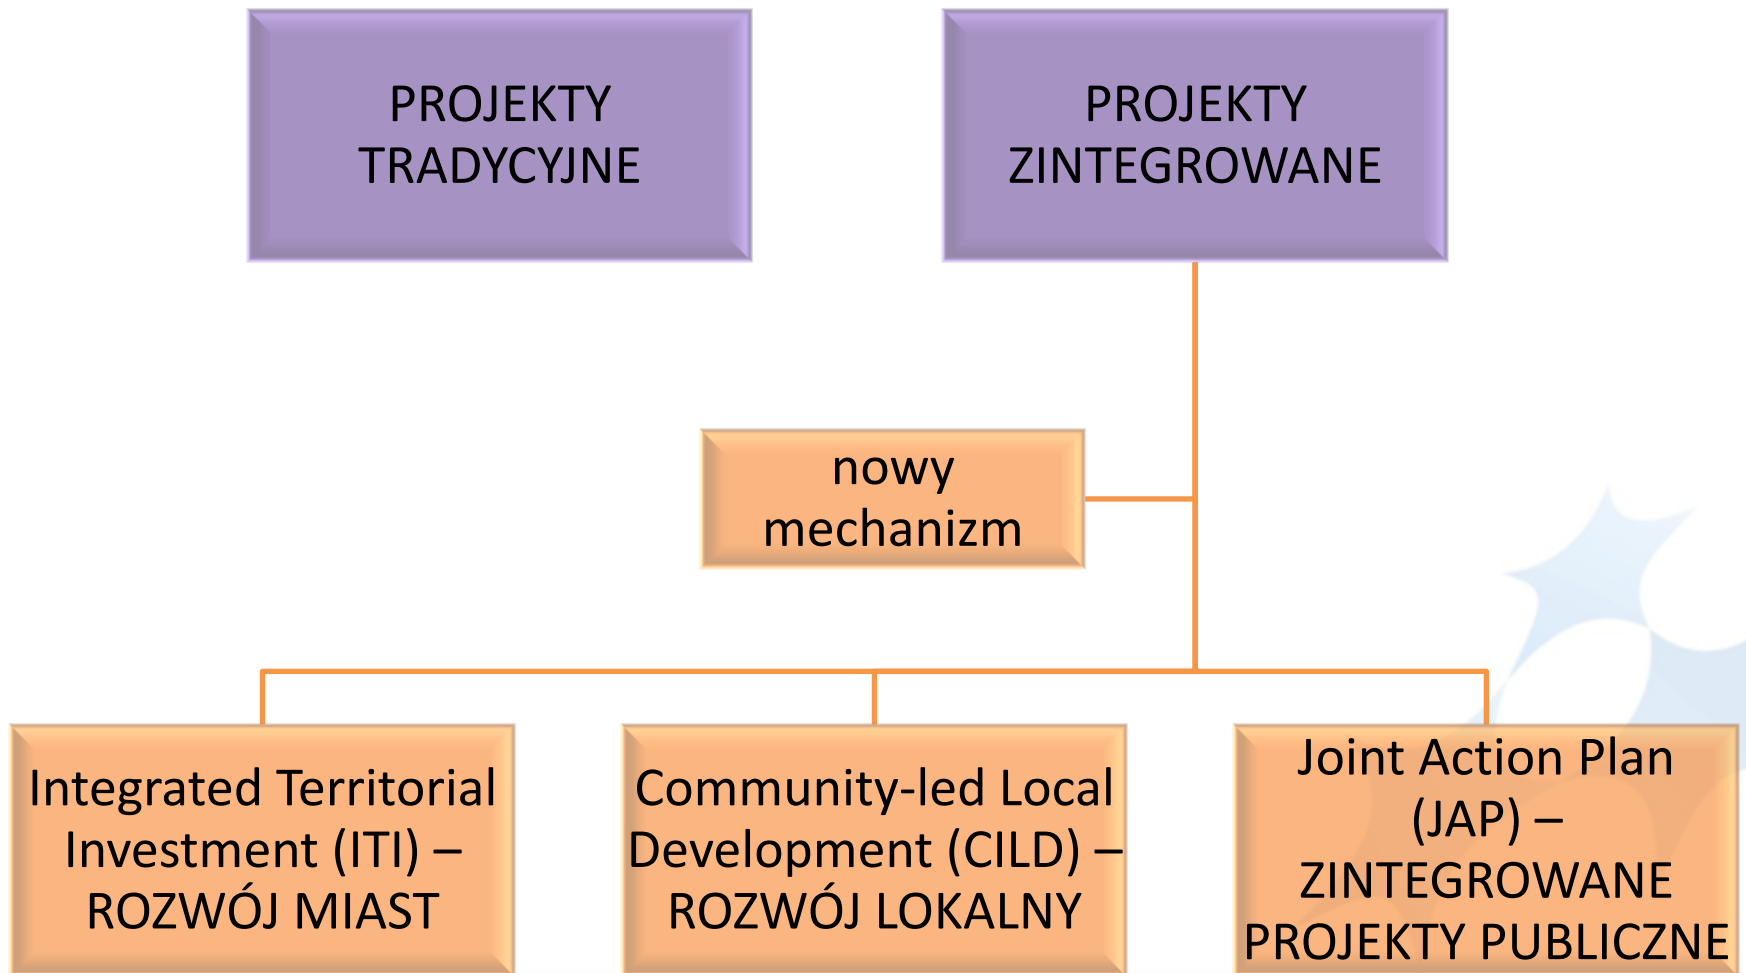 PROJEKTY
TRADYCYJNE
PROJEKTY
ZINTEGROWANE
nowy
mechanizm
Integrated Territorial
Investment (ITI) –
ROZWÓJ MIAST
Community-led Local
Development (CILD) –
ROZWÓJ LOKALNY
Joint Action Plan
(JAP) –
ZINTEGROWANE
PROJEKTY PUBLICZNE